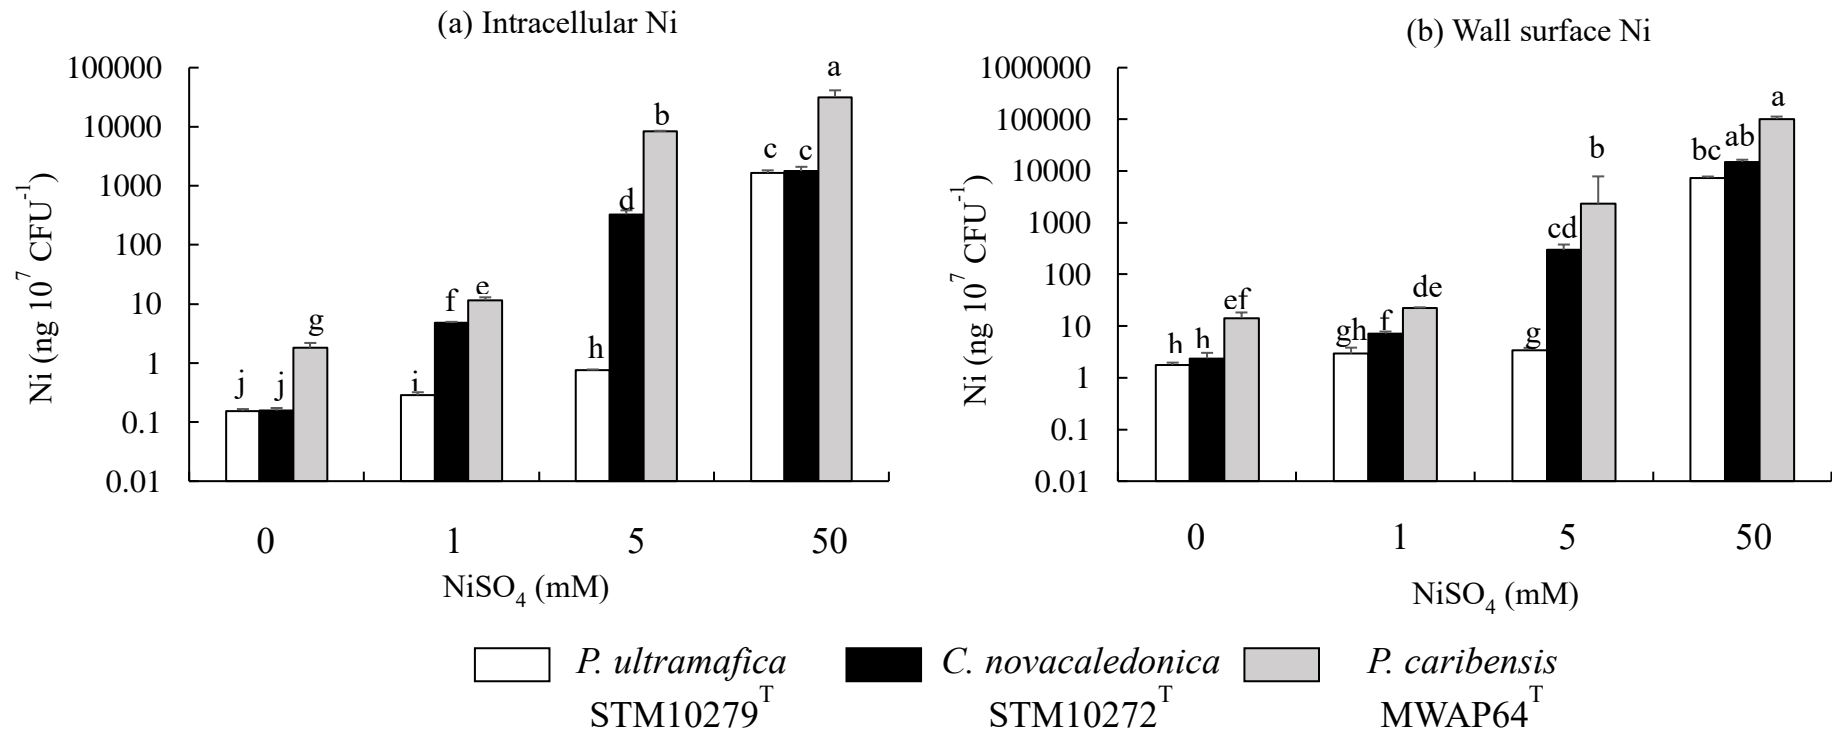 (a) Intracellular Ni
(b) Wall surface Ni
Ni (ng 10^7 CFU^-1)
100000
10000
1000
100
10
1
0.1
0.01
j j g
i f e
h d b
c c a
0 1 5 50
NiSO4 (mM)
Ni (ng 10^7 CFU^-1)
1000000
100000
10000
1000
100
10
1
0.1
0.01
h h ef
gh f de
g cd b
bc ab a
0 1 5 50
NiSO4 (mM)
P. ultramafica
STM10279^T
C. novacaledonica
STM10272^T
P. caribensis
MWAP64^T